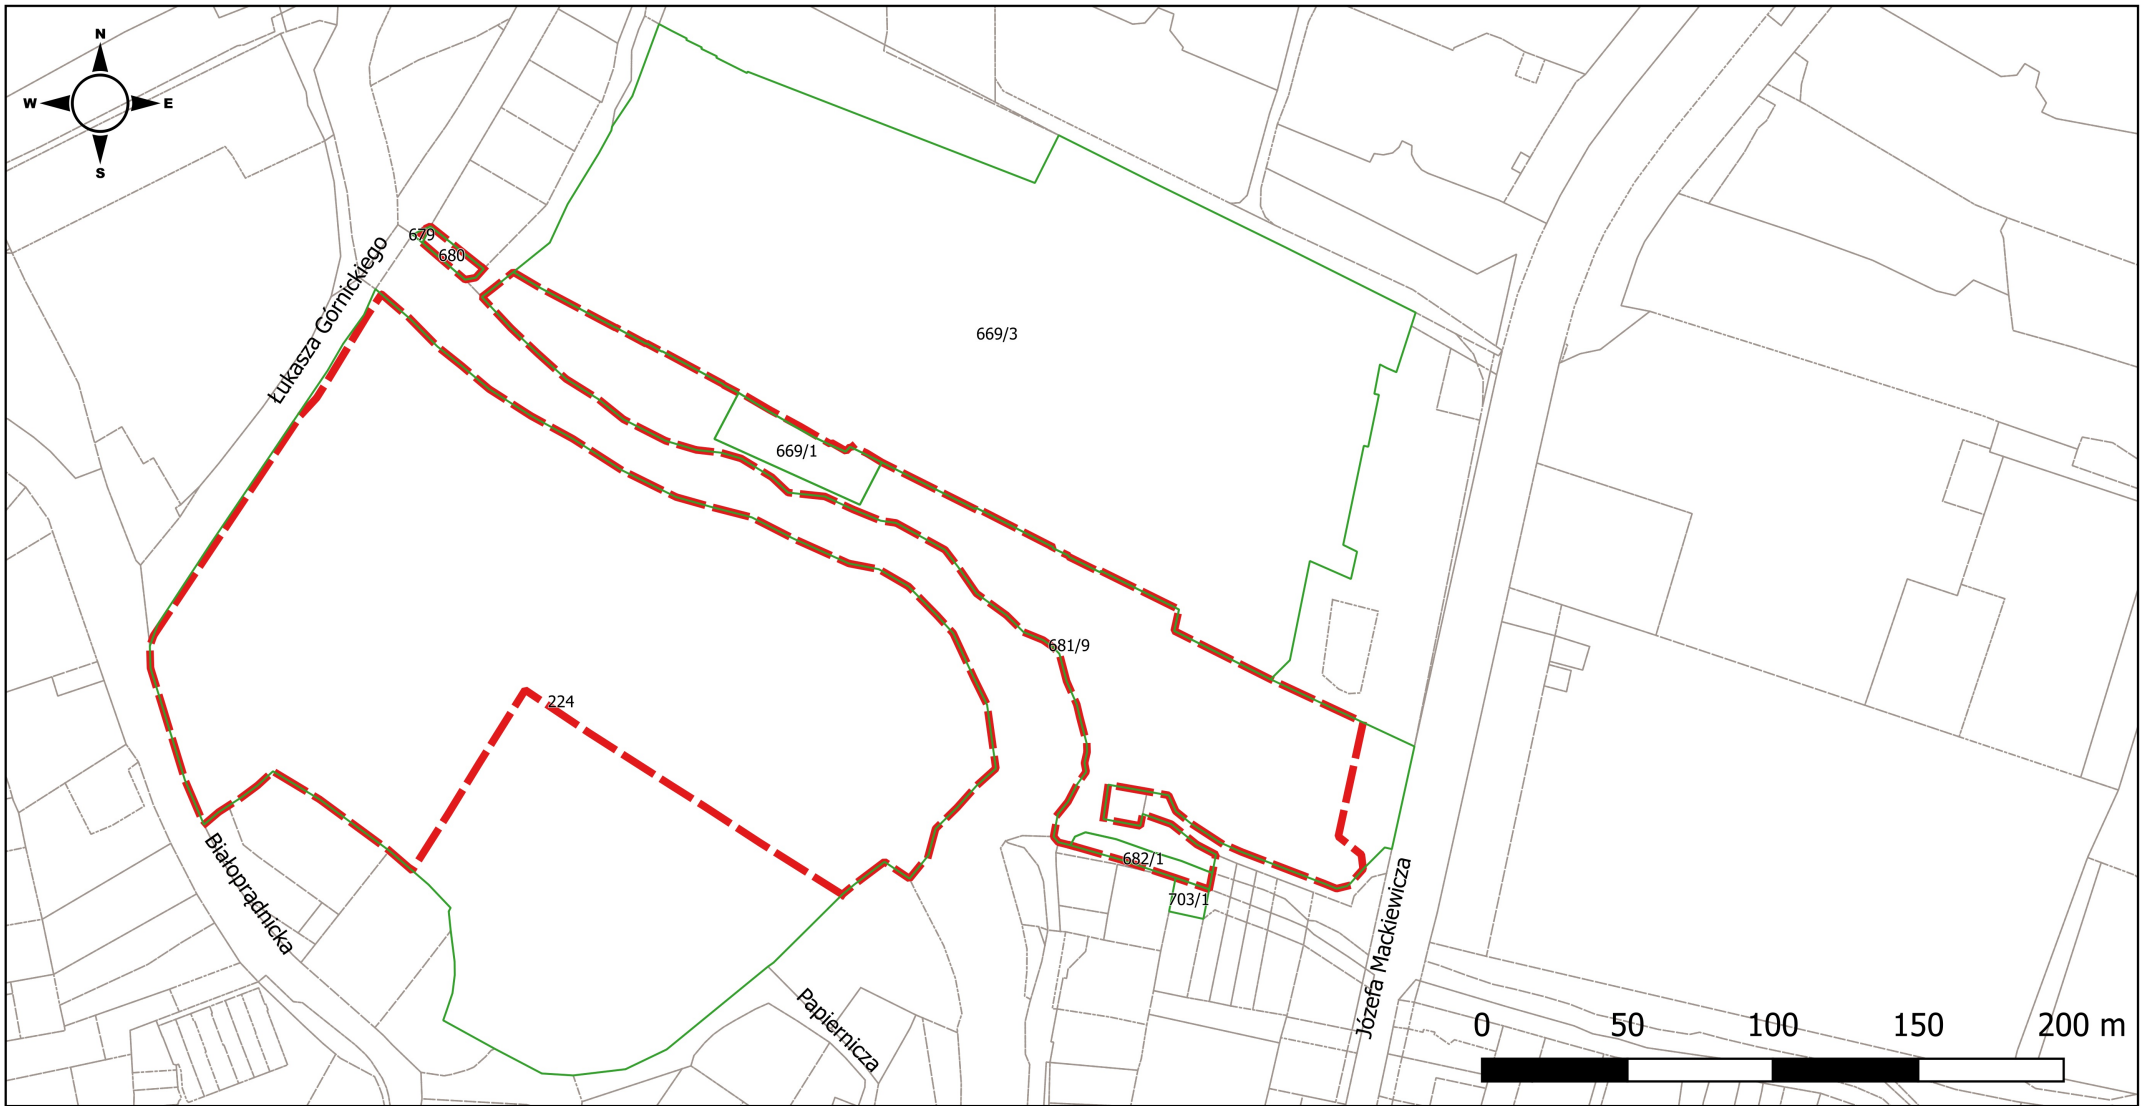 N
W E
S
679
680
Łukasza Górnickiego
669/3
669/1
681/9
224
682/1
703/1
Białoprądnicka
Papiernicza
Józefa Mackiewicza
0 50 100 150 200 m